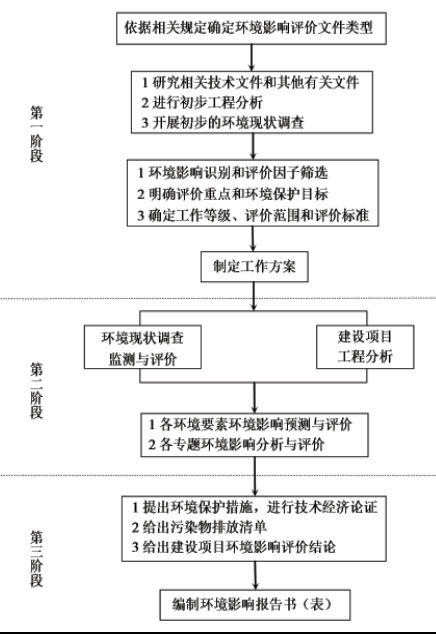 依据相关规定确定环境影响评价文件类型
1 研究相关技术文件和其他有关文件
2 进行初步工程分析
3 开展初步的环境现状调查
第一阶段
1 环境影响识别和评价因子筛选
2 明确评价重点和环境保护目标
3 确定工作等级、评价范围和评价标准
制定工作方案
环境现状调查
监测与评价
建设项目
工程分析
第二阶段
1 各环境要素环境影响预测与评价
2 各专题环境影响分析与评价
1 提出环境保护措施，进行技术经济论证
2 给出污染物排放清单
3 给出建设项目环境影响评价结论
第三阶段
编制环境影响报告书（表）